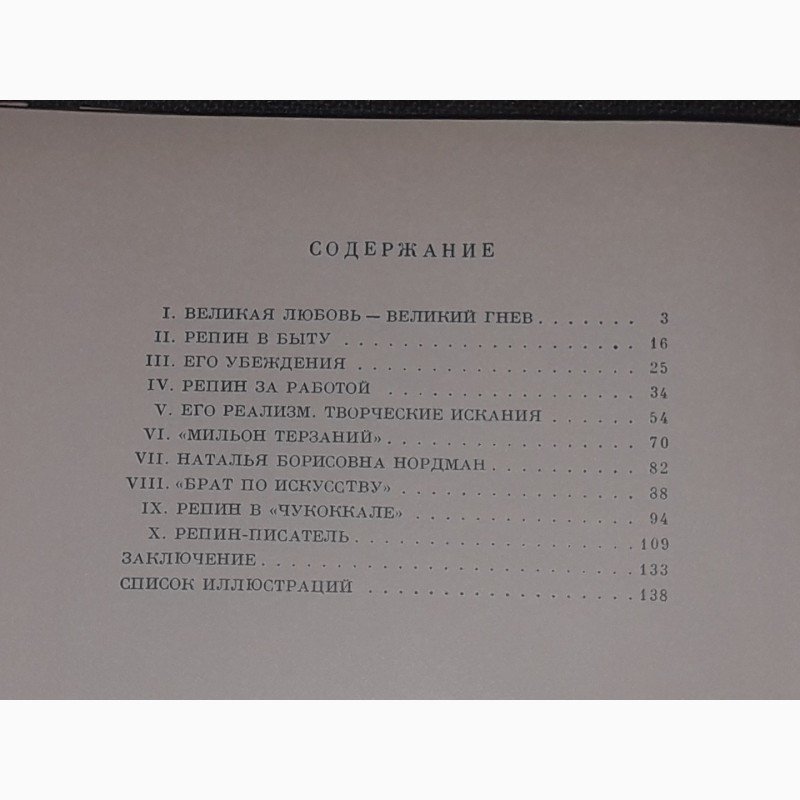 СОДЕРЖАНИЕ
I. ВЕЛИКАЯ ЛЮБОВЬ — ВЕЛИКИЙ ГНЕВ . . . . . . . 3
II. РЕПИН В БЫТУ . . . . . . . . . . . . . . . . . . . 16
III. ЕГО УБЕЖДЕНИЯ . . . . . . . . . . . . . . . . . . 25
IV. РЕПИН ЗА РАБОТОЙ . . . . . . . . . . . . . . . . . 34
V. ЕГО РЕАЛИЗМ. ТВОРЧЕСКИЕ ИСКАНИЯ . . . . . . 54
VI. «МИЛЬОН ТЕРЗАНИЙ» . . . . . . . . . . . . . . . . 70
VII. НАТАЛЬЯ БОРИСОВНА НОРДМАН . . . . . . . . . . 82
VIII. «БРАТ ПО ИСКУССТВУ» . . . . . . . . . . . . . . . 88
IX. РЕПИН В «ЧУКОККАЛЕ» . . . . . . . . . . . . . . 94
X. РЕПИН-ПИСАТЕЛЬ . . . . . . . . . . . . . . . . . . 109
ЗАКЛЮЧЕНИЕ . . . . . . . . . . . . . . . . . . . . . . . 133
СПИСОК ИЛЛЮСТРАЦИЙ . . . . . . . . . . . . . . . . . 138